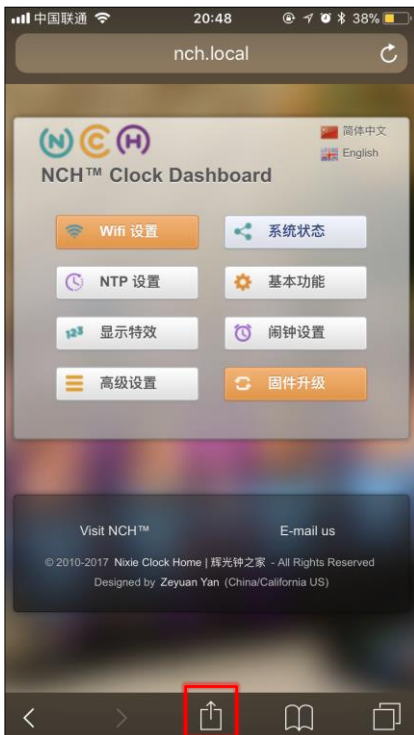 中国联通 20:48 38%
nch.local
N C H
简体中文
English
NCH™ Clock Dashboard
Wifi 设置 系统状态
NTP 设置 基本功能
123 显示特效 闹钟设置
高级设置 固件升级
Visit NCH™ E-mail us
© 2010-2017 Nixie Clock Home | 辉光钟之家 - All Rights Reserved
Designed by Zeyuan Yan (China/California US)